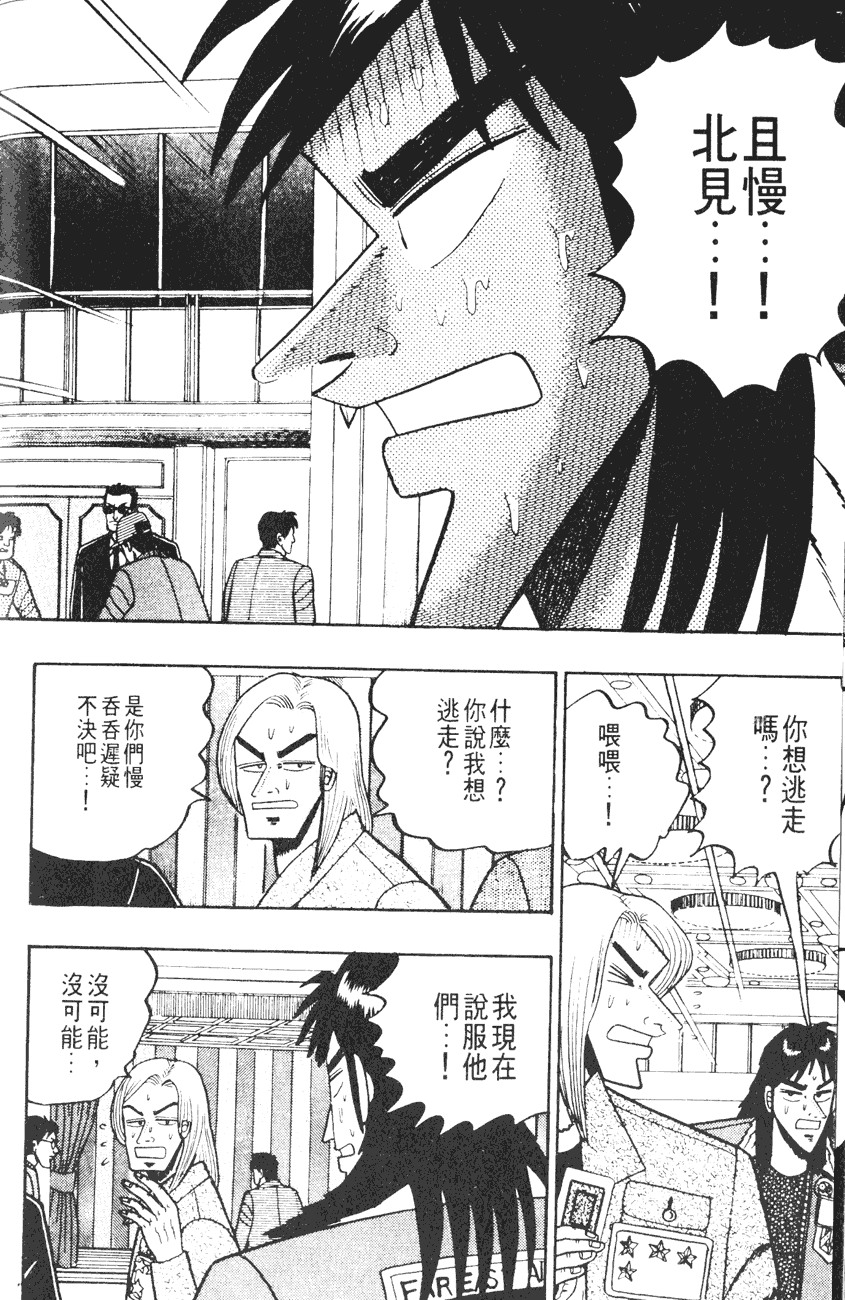 且慢…！
北見…！
你想逃走
嗎…？
喂喂…！
什麼…？
你說我想
逃走？
是你們慢
吞吞遲疑
不決吧…！
我現在
說服他
們…！
沒可能，
沒可能…
FAR EAS